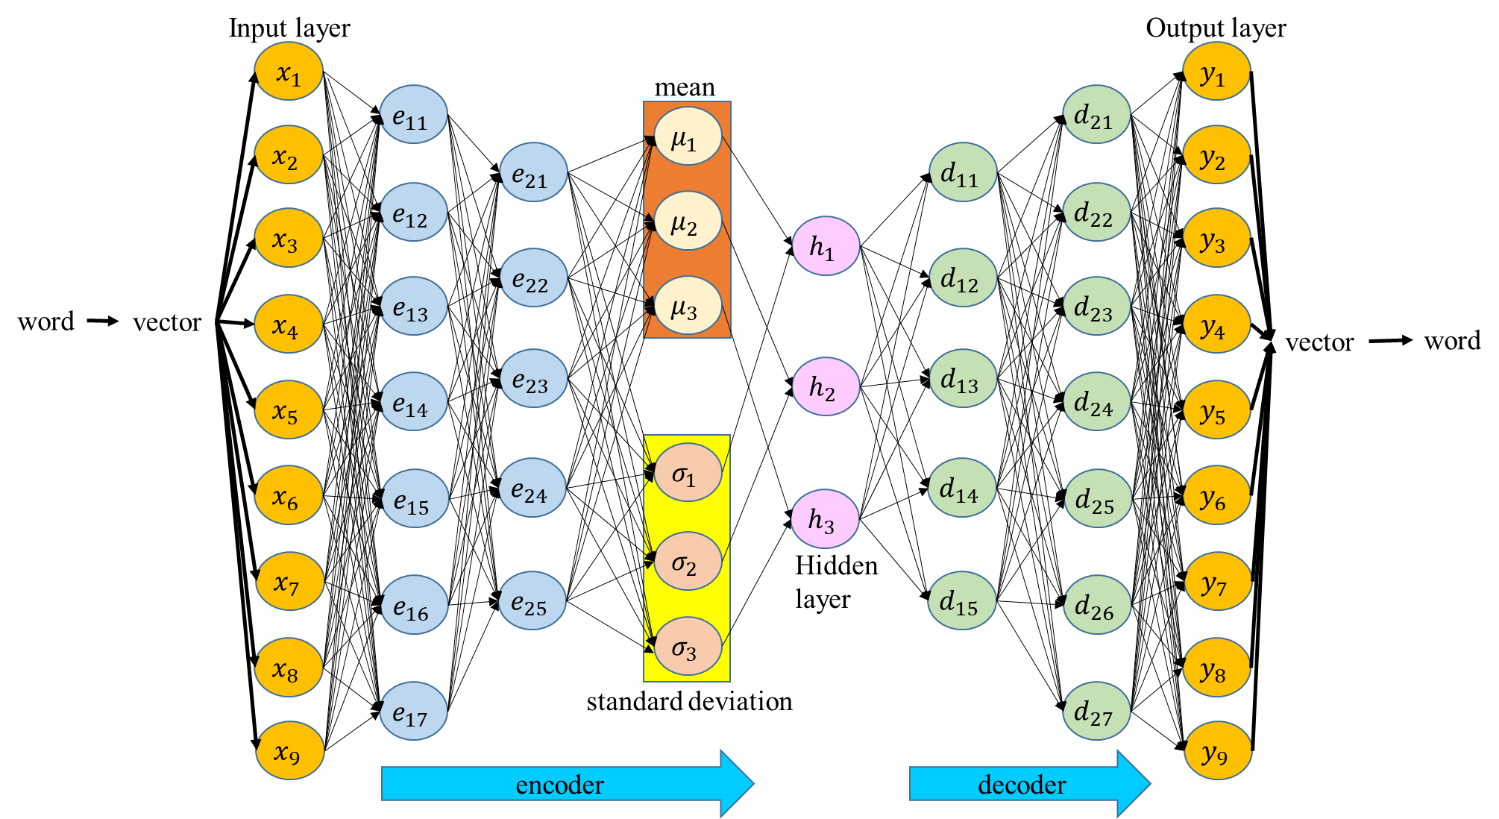 Input layer
Output layer
mean
x1
x2
x3
x4
x5
x6
x7
x8
x9
e11
e12
e13
e14
e15
e16
e17
e21
e22
e23
e24
e25
μ1
μ2
μ3
σ1
σ2
σ3
h1
h2
h3
Hidden
layer
d11
d12
d13
d14
d15
d21
d22
d23
d24
d25
d26
d27
y1
y2
y3
y4
y5
y6
y7
y8
y9
word
vector
vector
word
standard deviation
encoder
decoder